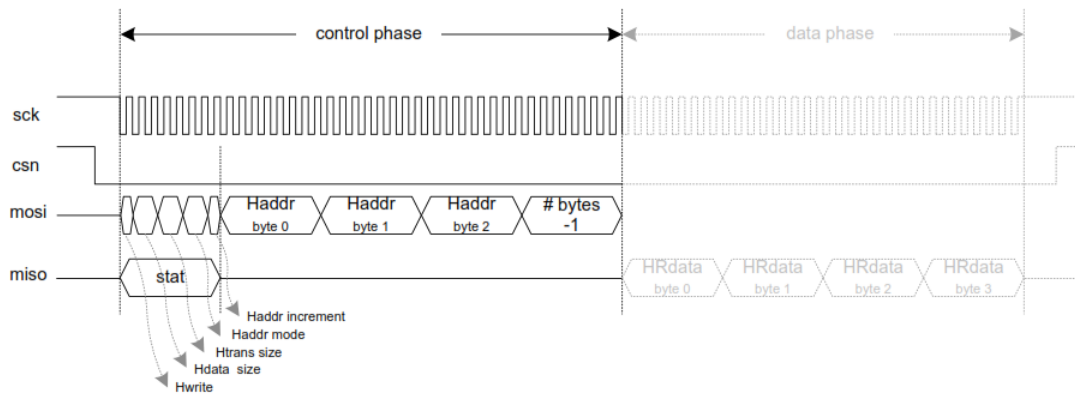 control phase
data phase
sck
csn
mosi
Haddr
byte 0
Haddr
byte 1
Haddr
byte 2
# bytes
-1
miso
stat
HRdata
byte 0
HRdata
byte 1
HRdata
byte 2
HRdata
byte 3
Haddr increment
Haddr mode
Htrans size
Hdata size
Hwrite